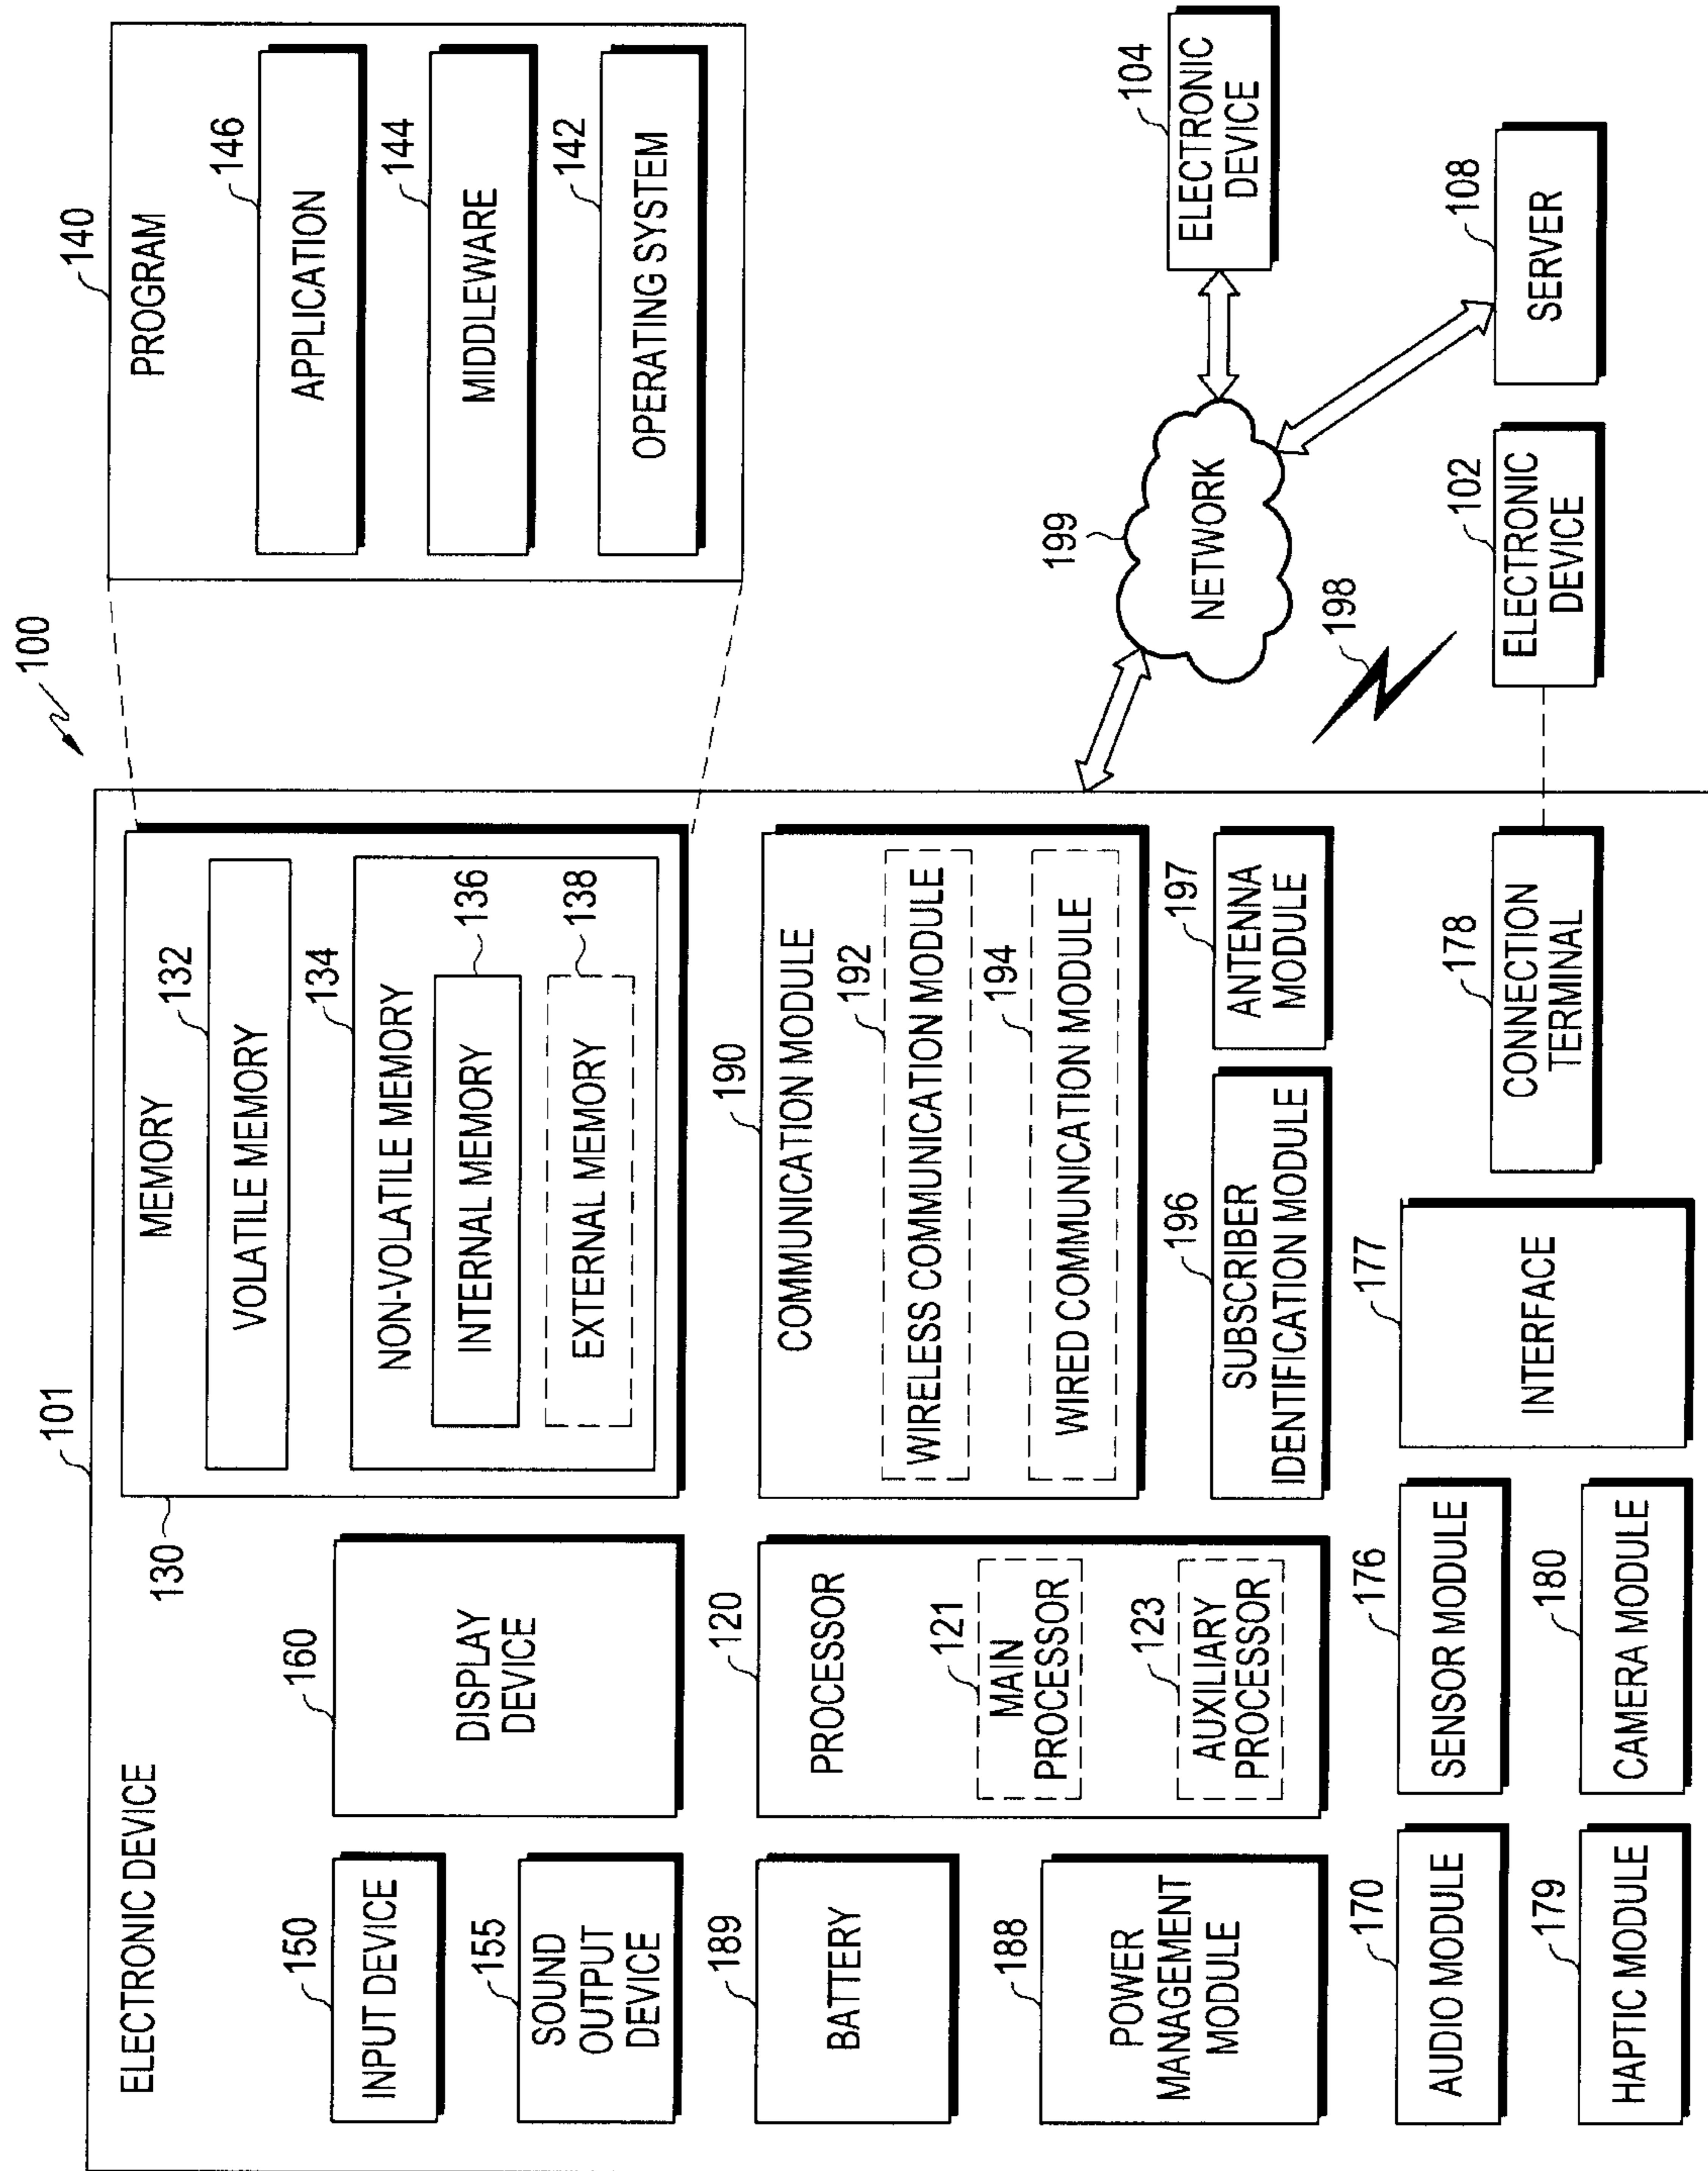 100
101
ELECTRONIC DEVICE
130
MEMORY
132
VOLATILE MEMORY
134
NON-VOLATILE MEMORY
136
INTERNAL MEMORY
138
EXTERNAL MEMORY
140
PROGRAM
146
APPLICATION
144
MIDDLEWARE
142
OPERATING SYSTEM
150
INPUT DEVICE
155
SOUND
OUTPUT
DEVICE
160
DISPLAY
DEVICE
189
BATTERY
188
POWER
MANAGEMENT
MODULE
120
PROCESSOR
121
MAIN
PROCESSOR
123
AUXILIARY
PROCESSOR
190
COMMUNICATION MODULE
192
WIRELESS COMMUNICATION MODULE
194
WIRED COMMUNICATION MODULE
196
SUBSCRIBER
IDENTIFICATION MODULE
197
ANTENNA
MODULE
199
NETWORK
104
ELECTRONIC
DEVICE
108
SERVER
198
102
ELECTRONIC
DEVICE
170
AUDIO MODULE
176
SENSOR MODULE
177
INTERFACE
178
CONNECTION
TERMINAL
179
HAPTIC MODULE
180
CAMERA MODULE